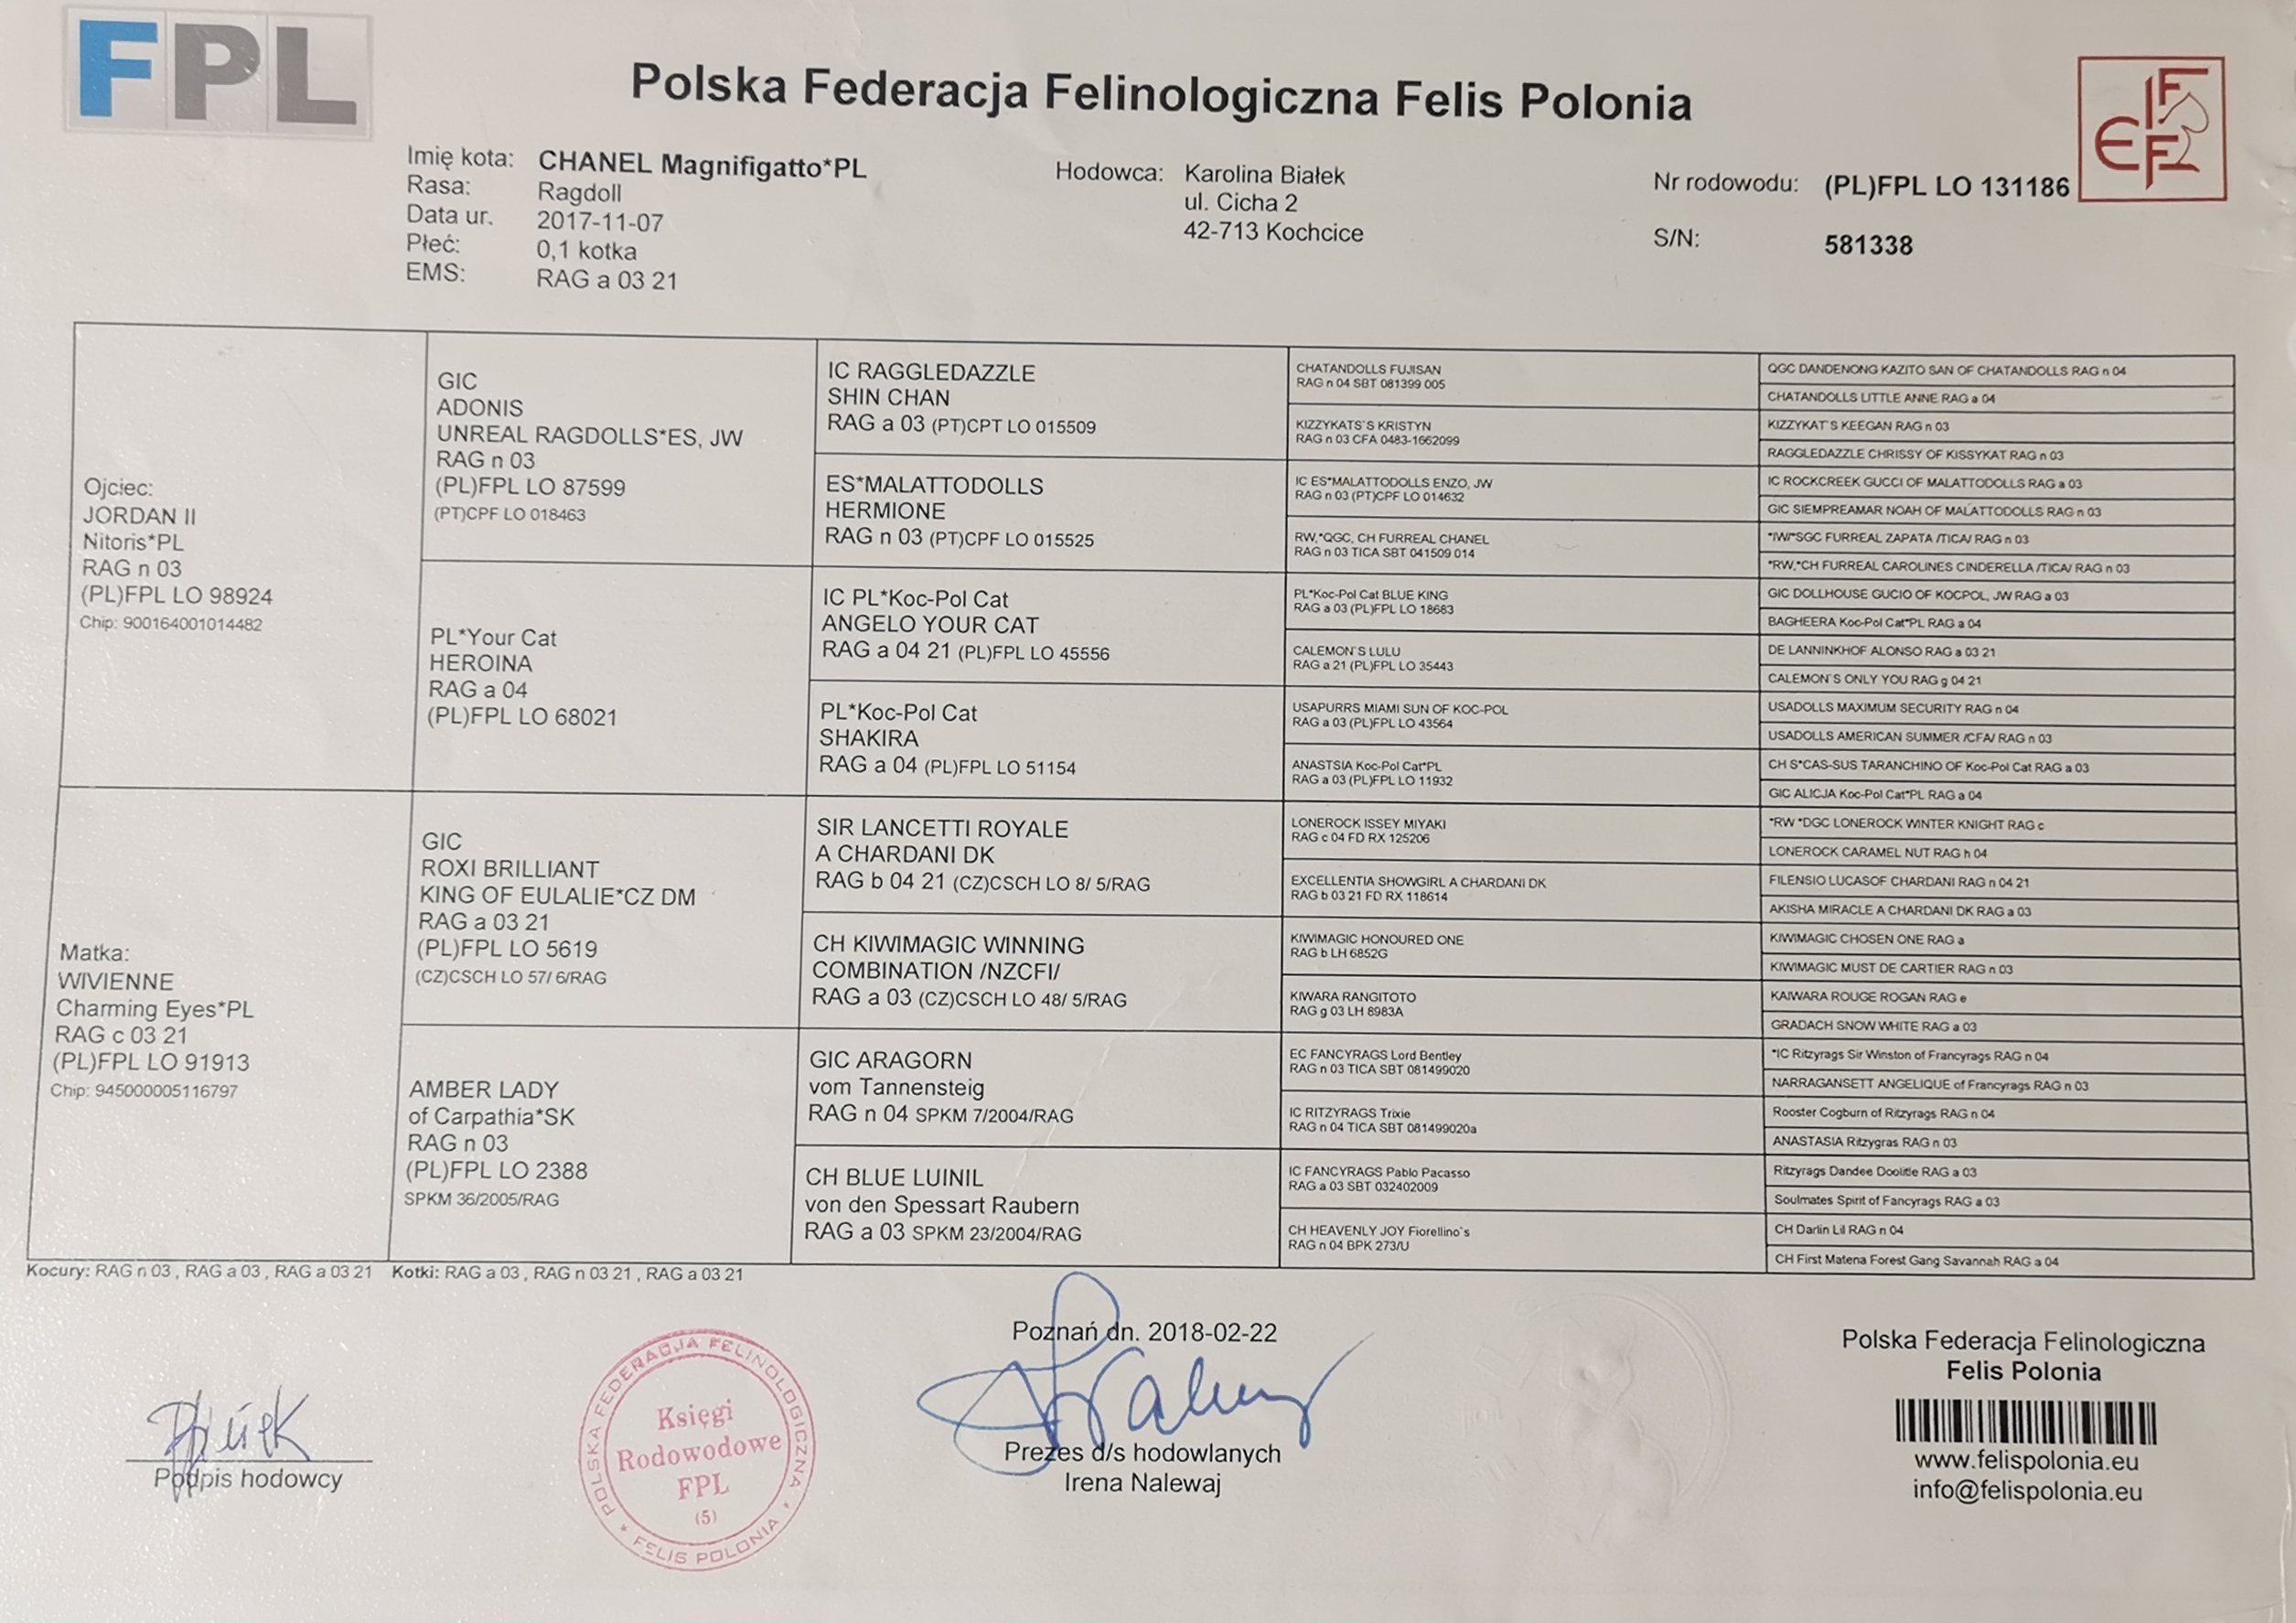 FPL
Polska Federacja Felinologiczna Felis Polonia
FIFE
Imię kota: CHANEL Magnifigatto*PL
Rasa: Ragdoll
Data ur. 2017-11-07
Płeć: 0,1 kotka
EMS: RAG a 03 21
Hodowca: Karolina Białek
ul. Cicha 2
42-713 Kochcice
Nr rodowodu: (PL)FPL LO 131186
S/N: 581338
Ojciec:
JORDAN II
Nitoris*PL
RAG n 03
(PL)FPL LO 98924
Chip: 900164001014482
Matka:
WIVIENNE
Charming Eyes*PL
RAG c 03 21
(PL)FPL LO 91913
Chip: 945000005116797
GIC
ADONIS
UNREAL RAGDOLLS*ES, JW
RAG n 03
(PL)FPL LO 87599
(PT)CPF LO 018463
PL*Your Cat
HEROINA
RAG a 04
(PL)FPL LO 68021
GIC
ROXI BRILLIANT
KING OF EULALIE*CZ DM
RAG a 03 21
(PL)FPL LO 5619
(CZ)CSCH LO 57/ 6/RAG
AMBER LADY
of Carpathia*SK
RAG n 03
(PL)FPL LO 2388
SPKM 36/2005/RAG
IC RAGGLEDAZZLE
SHIN CHAN
RAG a 03 (PT)CPT LO 015509
ES*MALATTODOLLS
HERMIONE
RAG n 03 (PT)CPF LO 015525
IC PL*Koc-Pol Cat
ANGELO YOUR CAT
RAG a 04 21 (PL)FPL LO 45556
PL*Koc-Pol Cat
SHAKIRA
RAG a 04 (PL)FPL LO 51154
SIR LANCETTI ROYALE
A CHARDANI DK
RAG b 04 21 (CZ)CSCH LO 8/ 5/RAG
CH KIWIMAGIC WINNING
COMBINATION /NZCFI/
RAG a 03 (CZ)CSCH LO 48/ 5/RAG
GIC ARAGORN
vom Tannensteig
RAG n 04 SPKM 7/2004/RAG
CH BLUE LUINIL
von den Spessart Raubern
RAG a 03 SPKM 23/2004/RAG
CHATANDOLLS FUJISAN
RAG n 04 SBT 081399 005
KIZZYKATS'S KRISTYN
RAG n 03 CFA 0483-1662099
IC ES*MALATTODOLLS ENZO, JW
RAG n 03 (PT)CPF LO 014632
RW,*QGC, CH FURREAL CHANEL
RAG n 03 TICA SBT 041509 014
PL*Koc-Pol Cat BLUE KING
RAG a 03 (PL)FPL LO 18683
CALEMON'S LULU
RAG a 21 (PL)FPL LO 35443
USAPURRS MIAMI SUN OF KOC-POL
RAG a 03 (PL)FPL LO 43564
ANASTSIA Koc-Pol Cat*PL
RAG a 03 (PL)FPL LO 11932
LONEROCK ISSEY MIYAKI
RAG c 04 FD RX 125206
EXCELLENTIA SHOWGIRL A CHARDANI DK
RAG b 03 21 FD RX 118614
KIWIMAGIC HONOURED ONE
RAG b LH 6852G
KIWARA RANGITOTO
RAG g 03 LH 8983A
EC FANCYRAGS Lord Bentley
RAG n 03 TICA SBT 081499020
IC RITZYRAGS Trixie
RAG n 04 TICA SBT 081499020a
IC FANCYRAGS Pablo Pacasso
RAG a 03 SBT 032402009
CH HEAVENLY JOY Fiorellino's
RAG n 04 BPK 273/U
QGC DANDENONG KAZITO SAN OF CHATANDOLLS RAG n 04
CHATANDOLLS LITTLE ANNE RAG a 04
KIZZYKAT'S KEEGAN RAG n 03
RAGGLEDAZZLE CHRISSY OF KISSYKAT RAG n 03
IC ROCKCREEK GUCCI OF MALATTODOLLS RAG a 03
GIC SIEMPREAMAR NOAH OF MALATTODOLLS RAG n 03
*IW/*SGC FURREAL ZAPATA /TICA/ RAG n 03
*RW,*CH FURREAL CAROLINES CINDERELLA /TICA/ RAG n 03
GIC DOLLHOUSE GUCIO OF KOCPOL, JW RAG a 03
BAGHEERA Koc-Pol Cat*PL RAG a 04
DE LANNINKHOF ALONSO RAG a 03 21
CALEMON'S ONLY YOU RAG g 04 21
USADOLLS MAXIMUM SECURITY RAG n 04
USADOLLS AMERICAN SUMMER /CFA/ RAG n 03
CH S*CAS-SUS TARANCHINO OF Koc-Pol Cat RAG a 03
GIC ALICJA Koc-Pol Cat*PL RAG a 04
*RW *DGC LONEROCK WINTER KNIGHT RAG c
LONEROCK CARAMEL NUT RAG h 04
FILENSIO LUCASOF CHARDANI RAG n 04 21
AKISHA MIRACLE A CHARDANI DK RAG a 03
KIWIMAGIC CHOSEN ONE RAG a
KIWIMAGIC MUST DE CARTIER RAG n 03
KAIWARA ROUGE ROGAN RAG e
GRADACH SNOW WHITE RAG a 03
*IC Ritzyrags Sir Winston of Francyrags RAG n 04
NARRAGANSETT ANGELIQUE of Francyrags RAG n 03
Rooster Cogburn of Ritzyrags RAG n 04
ANASTASIA Ritzygras RAG n 03
Ritzyrags Dandee Doolitle RAG a 03
Soulmates Spirit of Fancyrags RAG a 03
CH Darlin Lil RAG n 04
CH First Matena Forest Gang Savannah RAG a 04
Kocury: RAG n 03 , RAG a 03 , RAG a 03 21 Kotki: RAG a 03 , RAG n 03 21 , RAG a 03 21
Podpis hodowcy
POLSKA FEDERACJA FELINOLOGICZNA * FELIS POLONIA *
Księgi
Rodowodowe
FPL
(5)
Poznań dn. 2018-02-22
Prezes d/s hodowlanych
Irena Nalewaj
Polska Federacja Felinologiczna
Felis Polonia
www.felispolonia.eu
info@felispolonia.eu